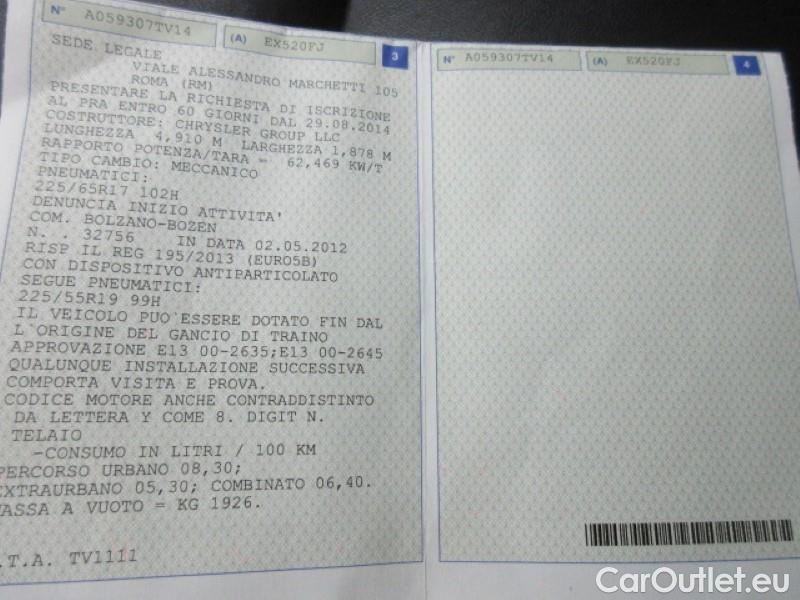 N° A059307TV14 (A) EX520FJ 3
SEDE LEGALE
VIALE ALESSANDRO MARCHETTI 105
ROMA (RM)
PRESENTARE LA RICHIESTA DI ISCRIZIONE
AL PRA ENTRO 60 GIORNI DAL 29.08.2014
COSTRUTTORE: CHRYSLER GROUP LLC
LUNGHEZZA 4,910 M LARGHEZZA 1,878 M
RAPPORTO POTENZA/TARA = 62,469 KW/T
TIPO CAMBIO: MECCANICO
PNEUMATICI:
225/65R17 102H
DENUNCIA INIZIO ATTIVITA'
COM. BOLZANO-BOZEN
N. . 32756 IN DATA 02.05.2012
RISP IL REG 195/2013 (EURO5B)
CON DISPOSITIVO ANTIPARTICOLATO
SEGUE PNEUMATICI:
225/55R19 99H
IL VEICOLO PUO'ESSERE DOTATO FIN DAL
L'ORIGINE DEL GANCIO DI TRAINO
APPROVAZIONE E13 00-2635;E13 00-2645
QUALUNQUE INSTALLAZIONE SUCCESSIVA
COMPORTA VISITA E PROVA.
CODICE MOTORE ANCHE CONTRADDISTINTO
DA LETTERA Y COME 8. DIGIT N.
TELAIO
-CONSUMO IN LITRI / 100 KM
PERCORSO URBANO 08,30;
EXTRAURBANO 05,30; COMBINATO 06,40.
MASSA A VUOTO = KG 1926.
.T.A. TV1111
N° A059307TV14 (A) EX520FJ 4
CarOutlet.eu